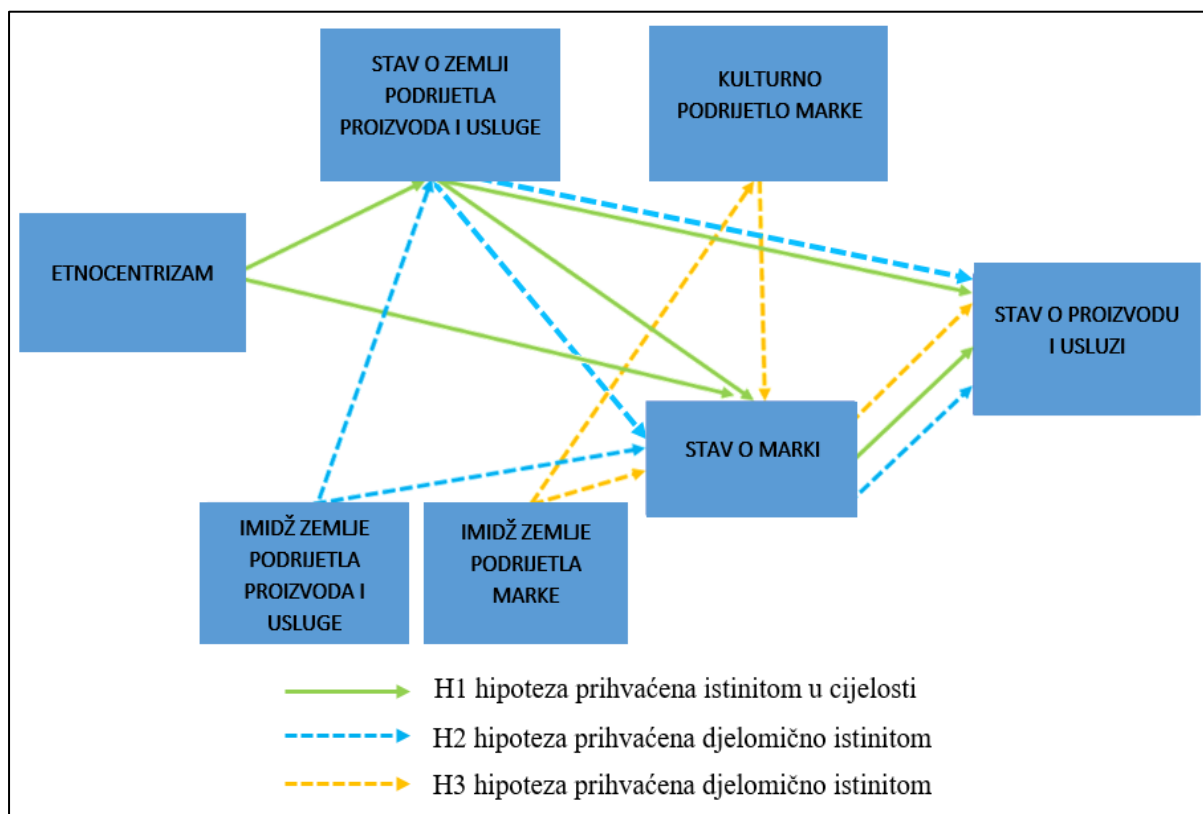 STAV O ZEMLJI
PODRIJETLA
PROIZVODA I USLUGE
KULTURNO
PODRIJETLO MARKE
ETNOCENTRIZAM
STAV O PROIZVODU
I USLUZI
STAV O MARKI
IMIDŽ ZEMLJE
PODRIJETLA
PROIZVODA I
USLUGE
IMIDŽ ZEMLJE
PODRIJETLA
MARKE
H1 hipoteza prihvaćena istinitom u cijelosti
H2 hipoteza prihvaćena djelomično istinitom
H3 hipoteza prihvaćena djelomično istinitom